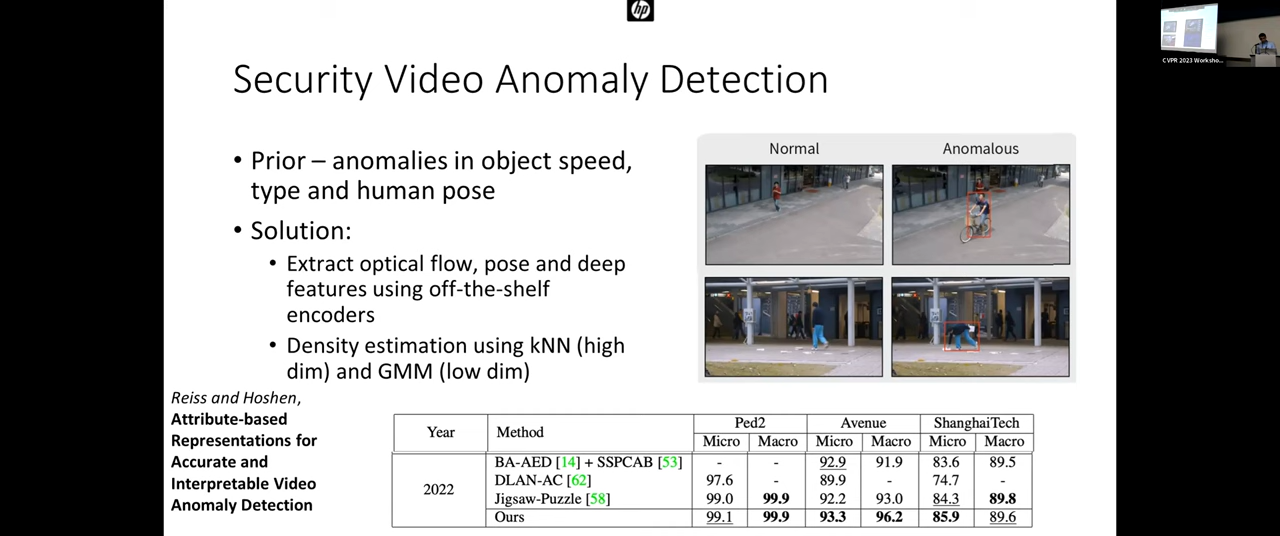 hp
Security Video Anomaly Detection
• Prior – anomalies in object speed,
type and human pose
• Solution:
• Extract optical flow, pose and deep
features using off-the-shelf
encoders
• Density estimation using kNN (high
dim) and GMM (low dim)
Normal Anomalous
Reiss and Hoshen,
Attribute-based
Representations for
Accurate and
Interpretable Video
Anomaly Detection
Year Method Ped2 Avenue ShanghaiTech
Micro Macro Micro Macro Micro Macro
2022
BA-AED [14] + SSPCAB [53] - - 92.9 91.9 83.6 89.5
DLAN-AC [62] 97.6 - 89.9 - 74.7 -
Jigsaw-Puzzle [58] 99.0 99.9 92.2 93.0 84.3 89.8
Ours 99.1 99.9 93.3 96.2 85.9 89.6
CVPR 2023 Worksho...